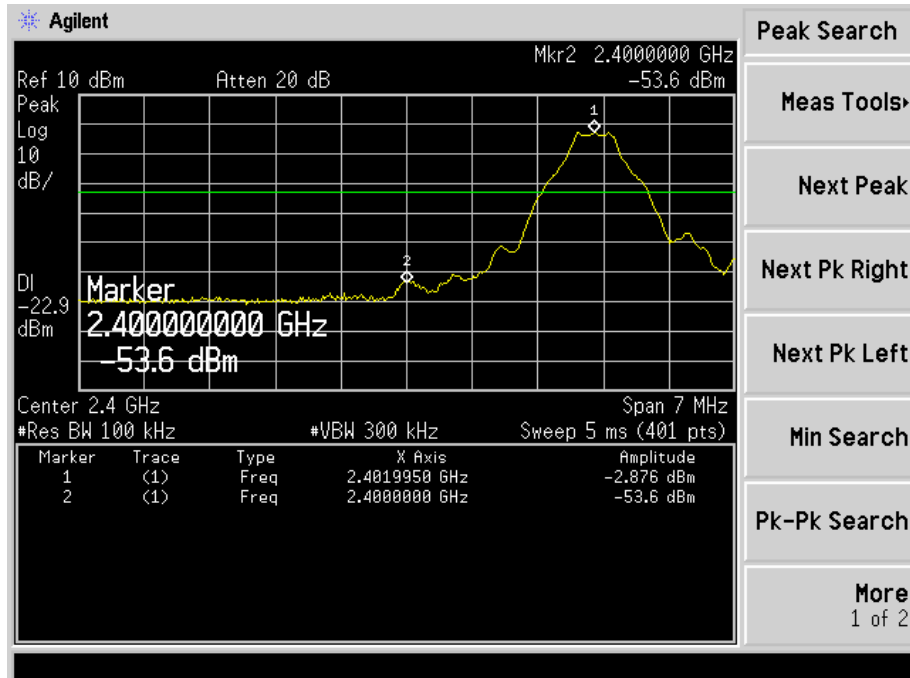 Agilent
Peak Search
Mkr2 2.4000000 GHz
Ref 10 dBm Atten 20 dB −53.6 dBm
Peak
Log
10
dB/
1
2
DI
−22.9
dBm
Marker
2.400000000 GHz
−53.6 dBm
Center 2.4 GHz Span 7 MHz
#Res BW 100 kHz #VBW 300 kHz Sweep 5 ms (401 pts)
Marker Trace Type X Axis Amplitude
1 (1) Freq 2.4019950 GHz −2.876 dBm
2 (1) Freq 2.4000000 GHz −53.6 dBm
Meas Tools
Next Peak
Next Pk Right
Next Pk Left
Min Search
Pk-Pk Search
More
1 of 2